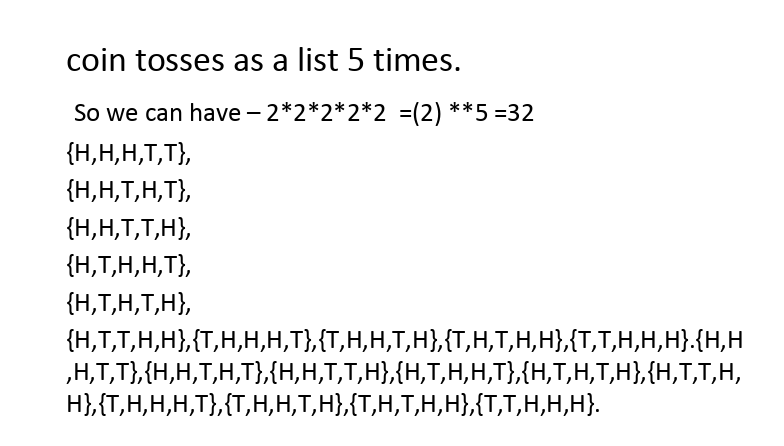 coin tosses as a list 5 times.
So we can have – 2*2*2*2*2  =(2) **5 =32
{H,H,H,T,T},
{H,H,T,H,T},
{H,H,T,T,H},
{H,T,H,H,T},
{H,T,H,T,H},
{H,T,T,H,H},{T,H,H,H,T},{T,H,H,T,H},{T,H,T,H,H},{T,T,H,H,H}.{H,H
,H,T,T},{H,H,T,H,T},{H,H,T,T,H},{H,T,H,H,T},{H,T,H,T,H},{H,T,T,H,
H},{T,H,H,H,T},{T,H,H,T,H},{T,H,T,H,H},{T,T,H,H,H}.